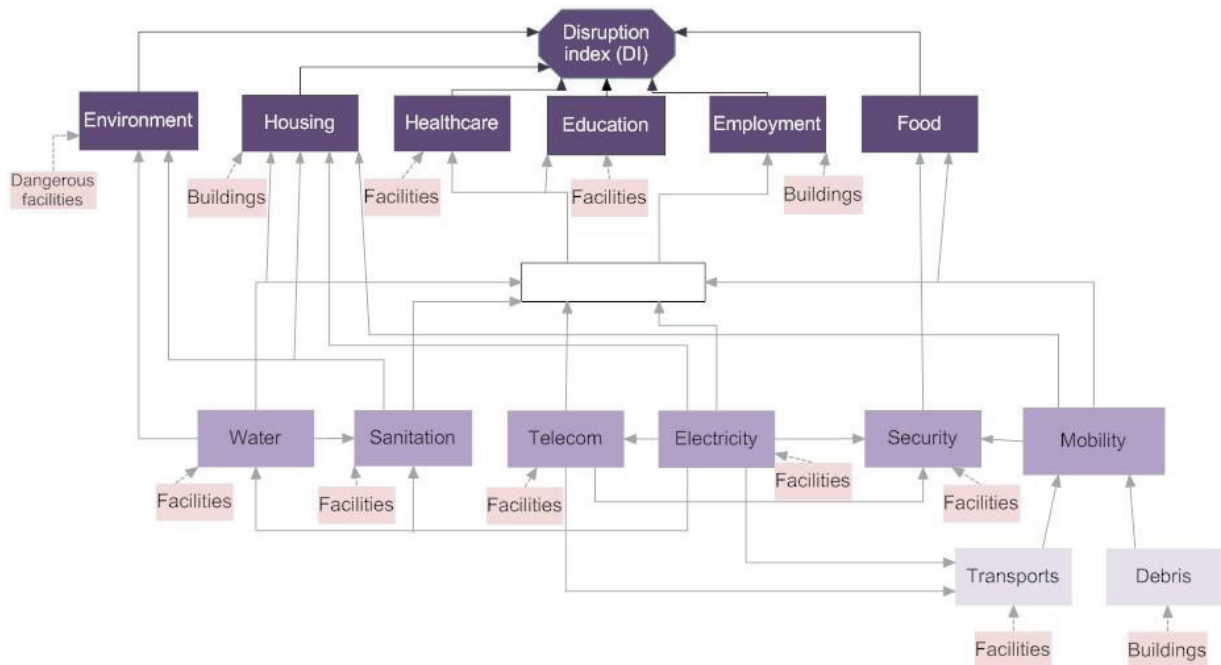 Disruption
index (DI)
Environment
Housing
Healthcare
Education
Employment
Food
Dangerous
facilities
Buildings
Facilities
Facilities
Buildings
Water
Sanitation
Telecom
Electricity
Security
Mobility
Facilities
Facilities
Facilities
Facilities
Facilities
Transports
Debris
Facilities
Buildings